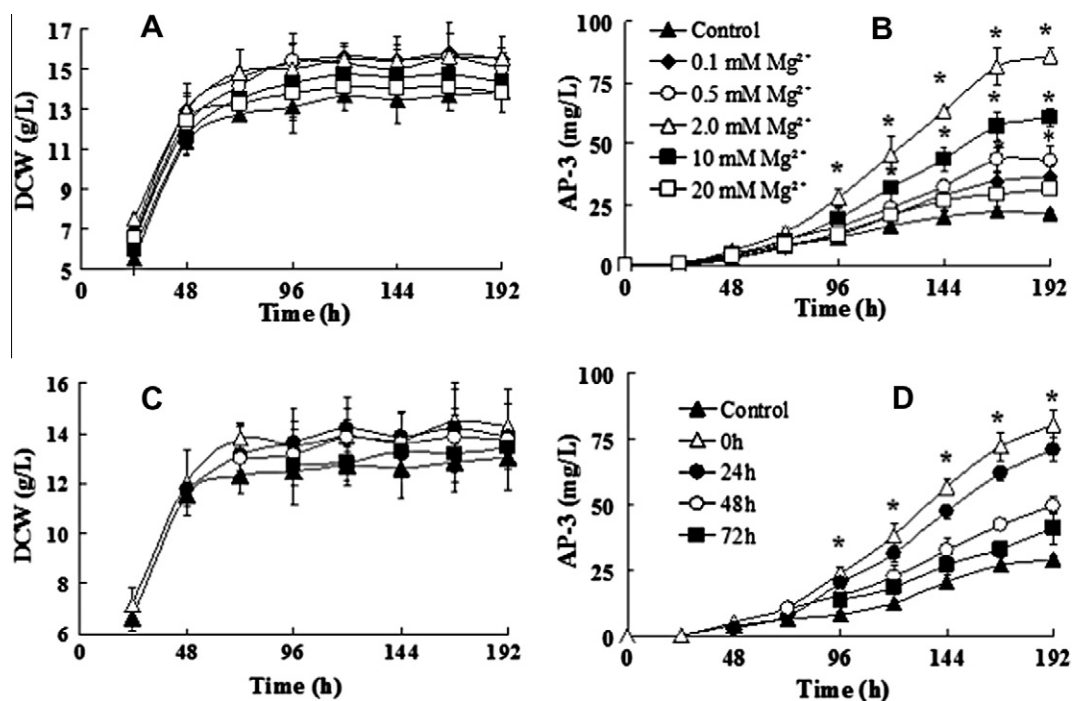 A
DCW (g/L)
17
15
13
11
9
7
5
0
48
96
144
192
Time (h)
B
AP-3 (mg/L)
100
75
50
25
0
Control
0.1 mM Mg²⁺
0.5 mM Mg²⁺
2.0 mM Mg²⁺
10 mM Mg²⁺
20 mM Mg²⁺
* * * * *
* * * *
* *
0
48
96
144
192
Time (h)
C
DCW (g/L)
16
14
12
10
8
6
0
48
96
144
192
Time (h)
D
AP-3 (mg/L)
100
75
50
25
0
Control
0h
24h
48h
72h
* * * * *
0
48
96
144
192
Time (h)